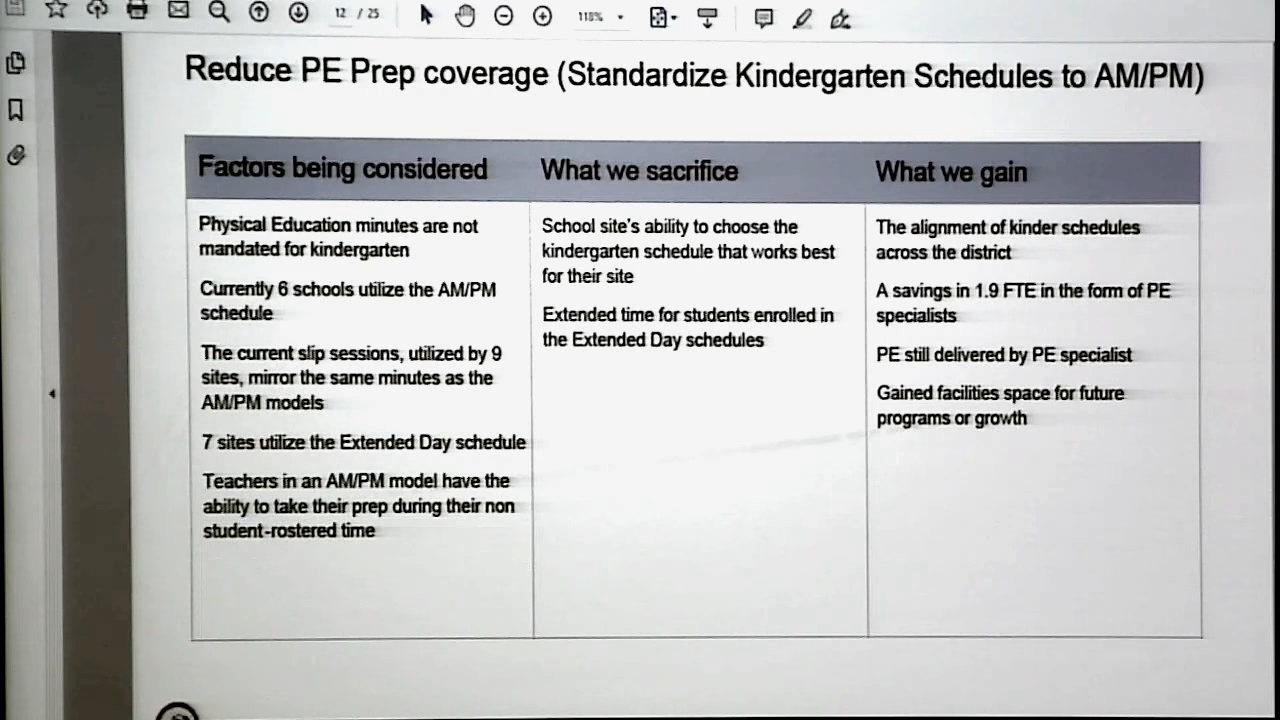 12 / 25
118%
Reduce PE Prep coverage (Standardize Kindergarten Schedules to AM/PM)
Factors being considered
What we sacrifice
What we gain
Physical Education minutes are not
mandated for kindergarten
Currently 6 schools utilize the AM/PM
schedule
The current slip sessions, utilized by 9
sites, mirror the same minutes as the
AM/PM models
7 sites utilize the Extended Day schedule
Teachers in an AM/PM model have the
ability to take their prep during their non
student-rostered time
School site's ability to choose the
kindergarten schedule that works best
for their site
Extended time for students enrolled in
the Extended Day schedules
The alignment of kinder schedules
across the district
A savings in 1.9 FTE in the form of PE
specialists
PE still delivered by PE specialist
Gained facilities space for future
programs or growth